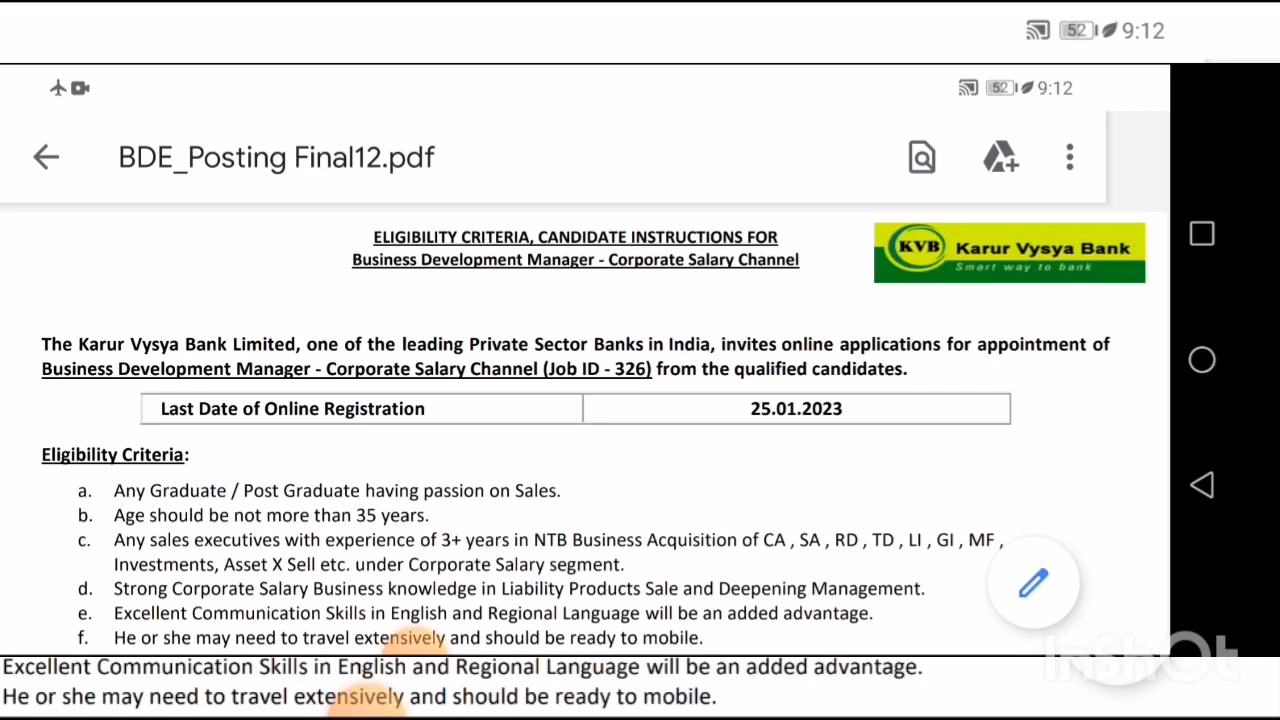 52 9:12
52 9:12
BDE_Posting Final12.pdf
ELIGIBILITY CRITERIA, CANDIDATE INSTRUCTIONS FOR
Business Development Manager - Corporate Salary Channel
KVB Karur Vysya Bank
Smart way to bank
The Karur Vysya Bank Limited, one of the leading Private Sector Banks in India, invites online applications for appointment of
Business Development Manager - Corporate Salary Channel (Job ID - 326) from the qualified candidates.
Last Date of Online Registration 25.01.2023
Eligibility Criteria:
a. Any Graduate / Post Graduate having passion on Sales.
b. Age should be not more than 35 years.
c. Any sales executives with experience of 3+ years in NTB Business Acquisition of CA , SA , RD , TD , LI , GI , MF ,
Investments, Asset X Sell etc. under Corporate Salary segment.
d. Strong Corporate Salary Business knowledge in Liability Products Sale and Deepening Management.
e. Excellent Communication Skills in English and Regional Language will be an added advantage.
f. He or she may need to travel extensively and should be ready to mobile.
InShot
Excellent Communication Skills in English and Regional Language will be an added advantage.
He or she may need to travel extensively and should be ready to mobile.